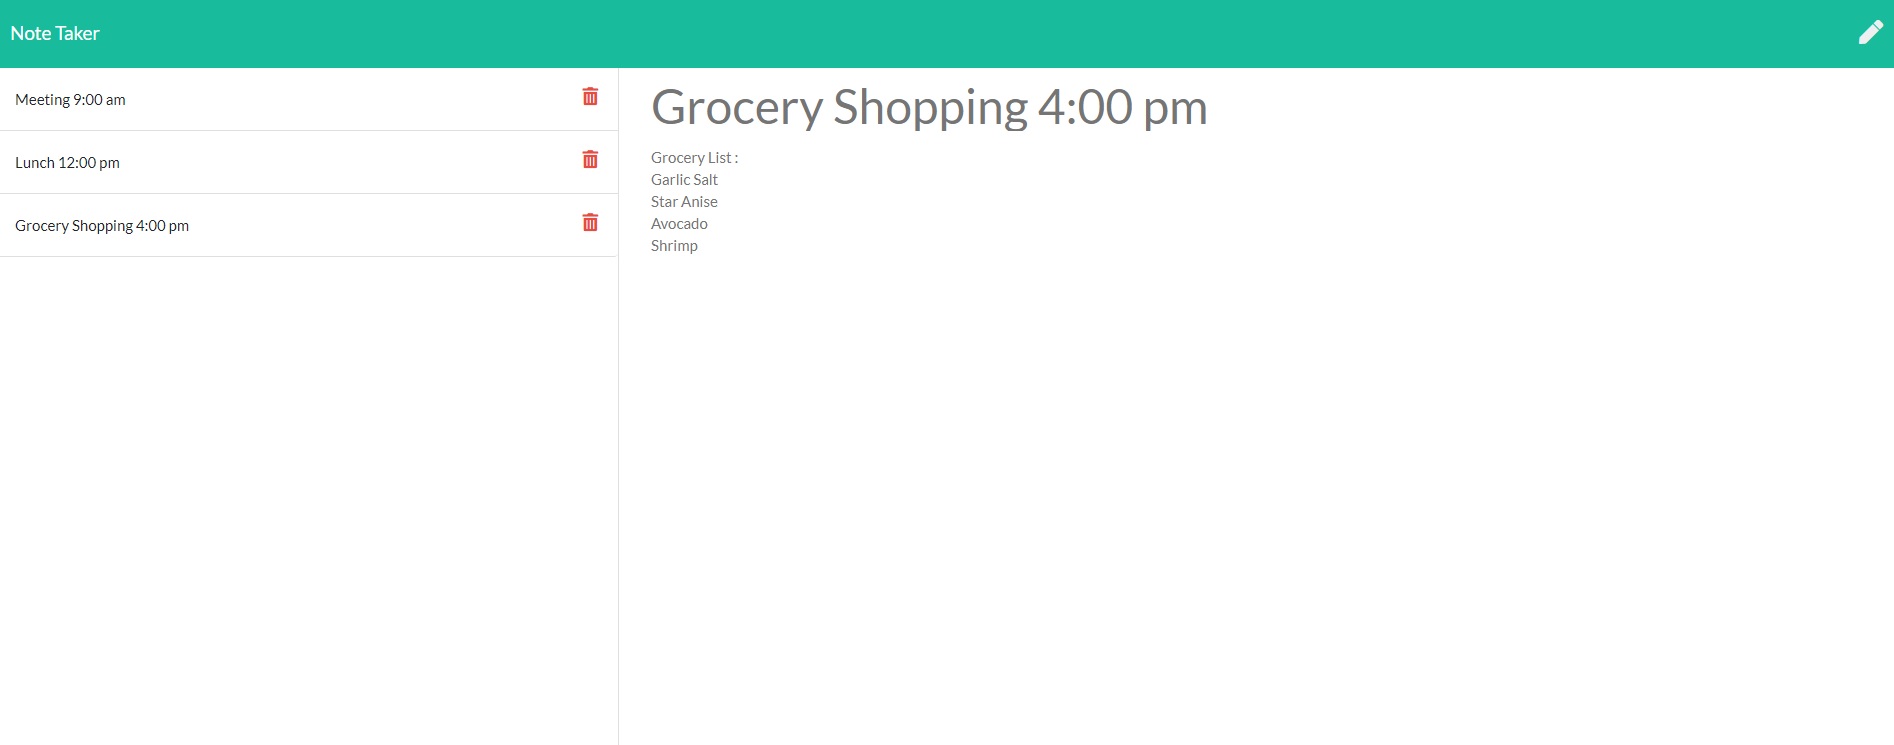 Note Taker
Meeting 9:00 am
Lunch 12:00 pm
Grocery Shopping 4:00 pm
Grocery Shopping 4:00 pm
Grocery List :
Garlic Salt
Star Anise
Avocado
Shrimp